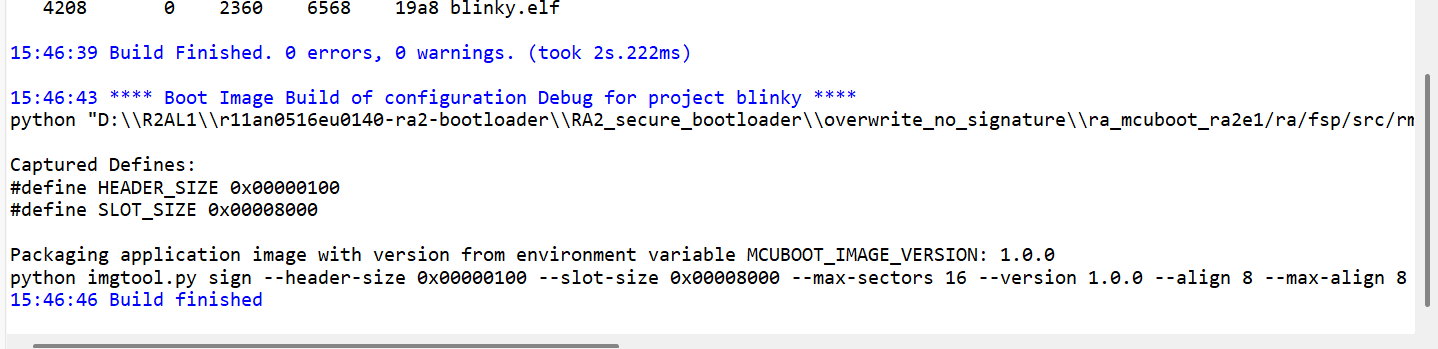 4208 0 2360 6568 19a8 blinky.elf
15:46:39 Build Finished. 0 errors, 0 warnings. (took 2s.222ms)
15:46:43 **** Boot Image Build of configuration Debug for project blinky ****
python "D:\\R2AL1\\r11an0516eu0140-ra2-bootloader\\RA2_secure_bootloader\\overwrite_no_signature\\ra_mcuboot_ra2e1/ra/fsp/src/rm
Captured Defines:
#define HEADER_SIZE 0x00000100
#define SLOT_SIZE 0x00008000
Packaging application image with version from environment variable MCUBOOT_IMAGE_VERSION: 1.0.0
python imgtool.py sign --header-size 0x00000100 --slot-size 0x00008000 --max-sectors 16 --version 1.0.0 --align 8 --max-align 8
15:46:46 Build finished